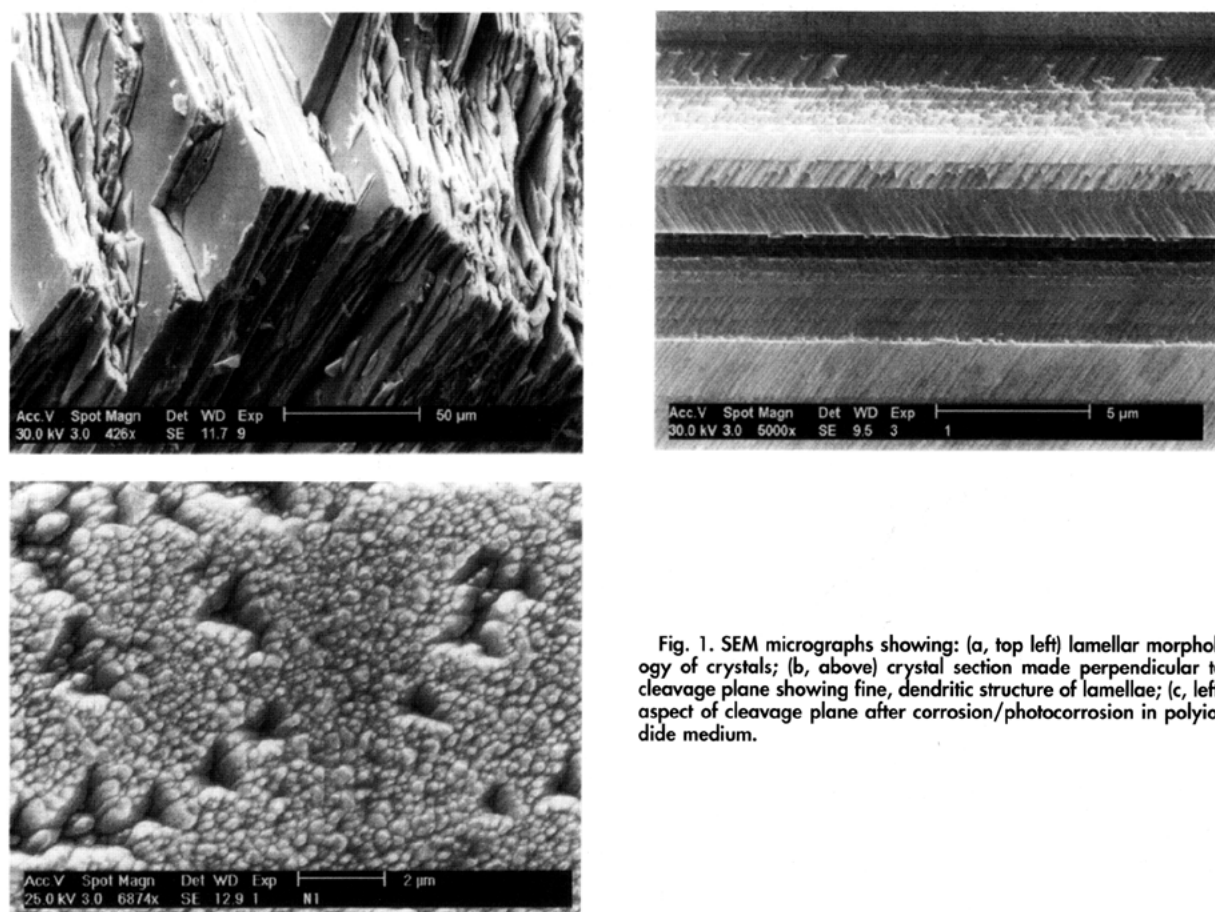 Acc.V Spot Magn Det WD Exp 50 µm
30.0 kV 3.0 426x SE 11.7 9
Acc.V Spot Magn Det WD Exp 5 µm
30.0 kV 3.0 5000x SE 9.5 3 1
Acc.V Spot Magn Det WD Exp 2 µm
25.0 kV 3.0 6874x SE 12.9 1 N1
Fig. 1. SEM micrographs showing: (a, top left) lamellar morphol-
ogy of crystals; (b, above) crystal section made perpendicular t
cleavage plane showing fine, dendritic structure of lamellae; (c, left
aspect of cleavage plane after corrosion/photocorrosion in polyio-
dide medium.